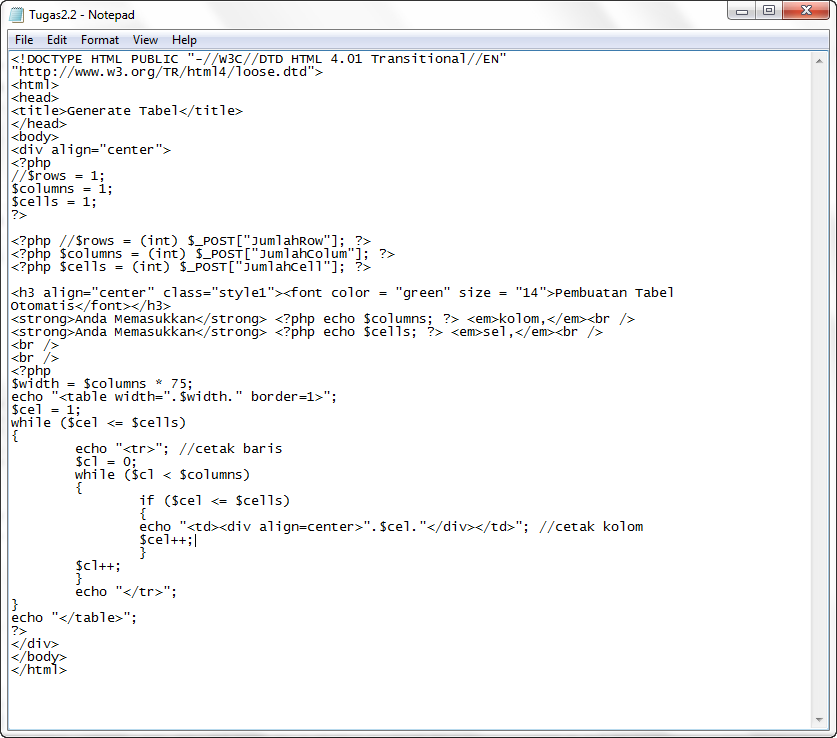 Tugas2.2 - Notepad
File Edit Format View Help
<!DOCTYPE HTML PUBLIC "-//W3C//DTD HTML 4.01 Transitional//EN"
"http://www.w3.org/TR/html4/loose.dtd">
<html>
<head>
<title>Generate Tabel</title>
</head>
<body>
<div align="center">
<?php
//$rows = 1;
$columns = 1;
$cells = 1;
?>

<?php //$rows = (int) $_POST["JumlahRow"]; ?>
<?php $columns = (int) $_POST["JumlahColum"]; ?>
<?php $cells = (int) $_POST["JumlahCell"]; ?>

<h3 align="center" class="style1"><font color = "green" size = "14">Pembuatan Tabel
Otomatis</font></h3>
<strong>Anda Memasukkan</strong> <?php echo $columns; ?> <em>kolom,</em><br />
<strong>Anda Memasukkan</strong> <?php echo $cells; ?> <em>sel,</em><br />
<br />
<br />
<?php
$width = $columns * 75;
echo "<table width=".$width." border=1>";
$cel = 1;
while ($cel <= $cells)
{
        echo "<tr>"; //cetak baris
        $cl = 0;
        while ($cl < $columns)
        {
                if ($cel <= $cells)
                {
                echo "<td><div align=center>".$cel."</div></td>"; //cetak kolom
                $cel++;
                }
        $cl++;
        }
        echo "</tr>";
}
echo "</table>";
?>
</div>
</body>
</html>